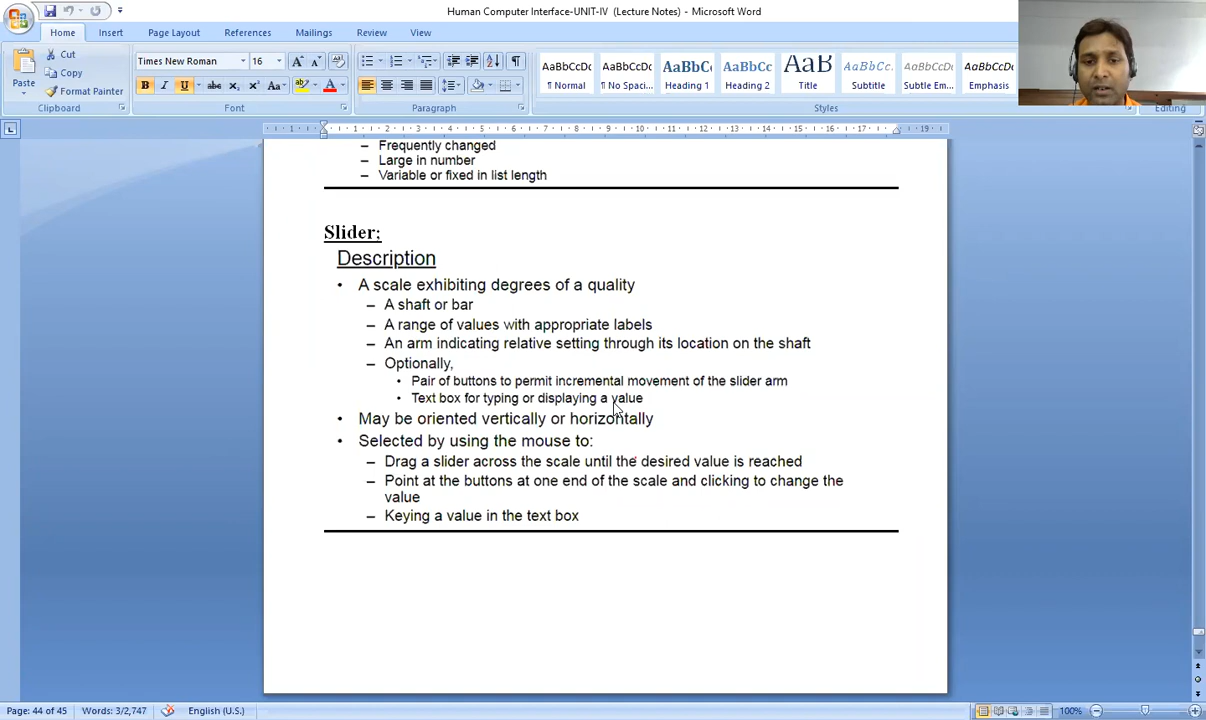 Human Computer Interface-UNIT-IV (Lecture Notes) - Microsoft Word
Home Insert Page Layout References Mailings Review View
Paste
Cut
Copy
Format Painter
Clipboard
Times New Roman 16
Font
Paragraph
AaBbCcDc AaBbCcDc AaBbCc AaBbCc AaB AaBbCc. AaBbCcDc AaBbCcDc
¶ Normal ¶ No Spaci... Heading 1 Heading 2 Title Subtitle Subtle Em... Emphasis
Styles
Editing
– Frequently changed
– Large in number
– Variable or fixed in list length
Slider:
Description
• A scale exhibiting degrees of a quality
– A shaft or bar
– A range of values with appropriate labels
– An arm indicating relative setting through its location on the shaft
– Optionally,
• Pair of buttons to permit incremental movement of the slider arm
• Text box for typing or displaying a value
• May be oriented vertically or horizontally
• Selected by using the mouse to:
– Drag a slider across the scale until the desired value is reached
– Point at the buttons at one end of the scale and clicking to change the
value
– Keying a value in the text box
Page: 44 of 45 Words: 3/2,747 English (U.S.) 100%